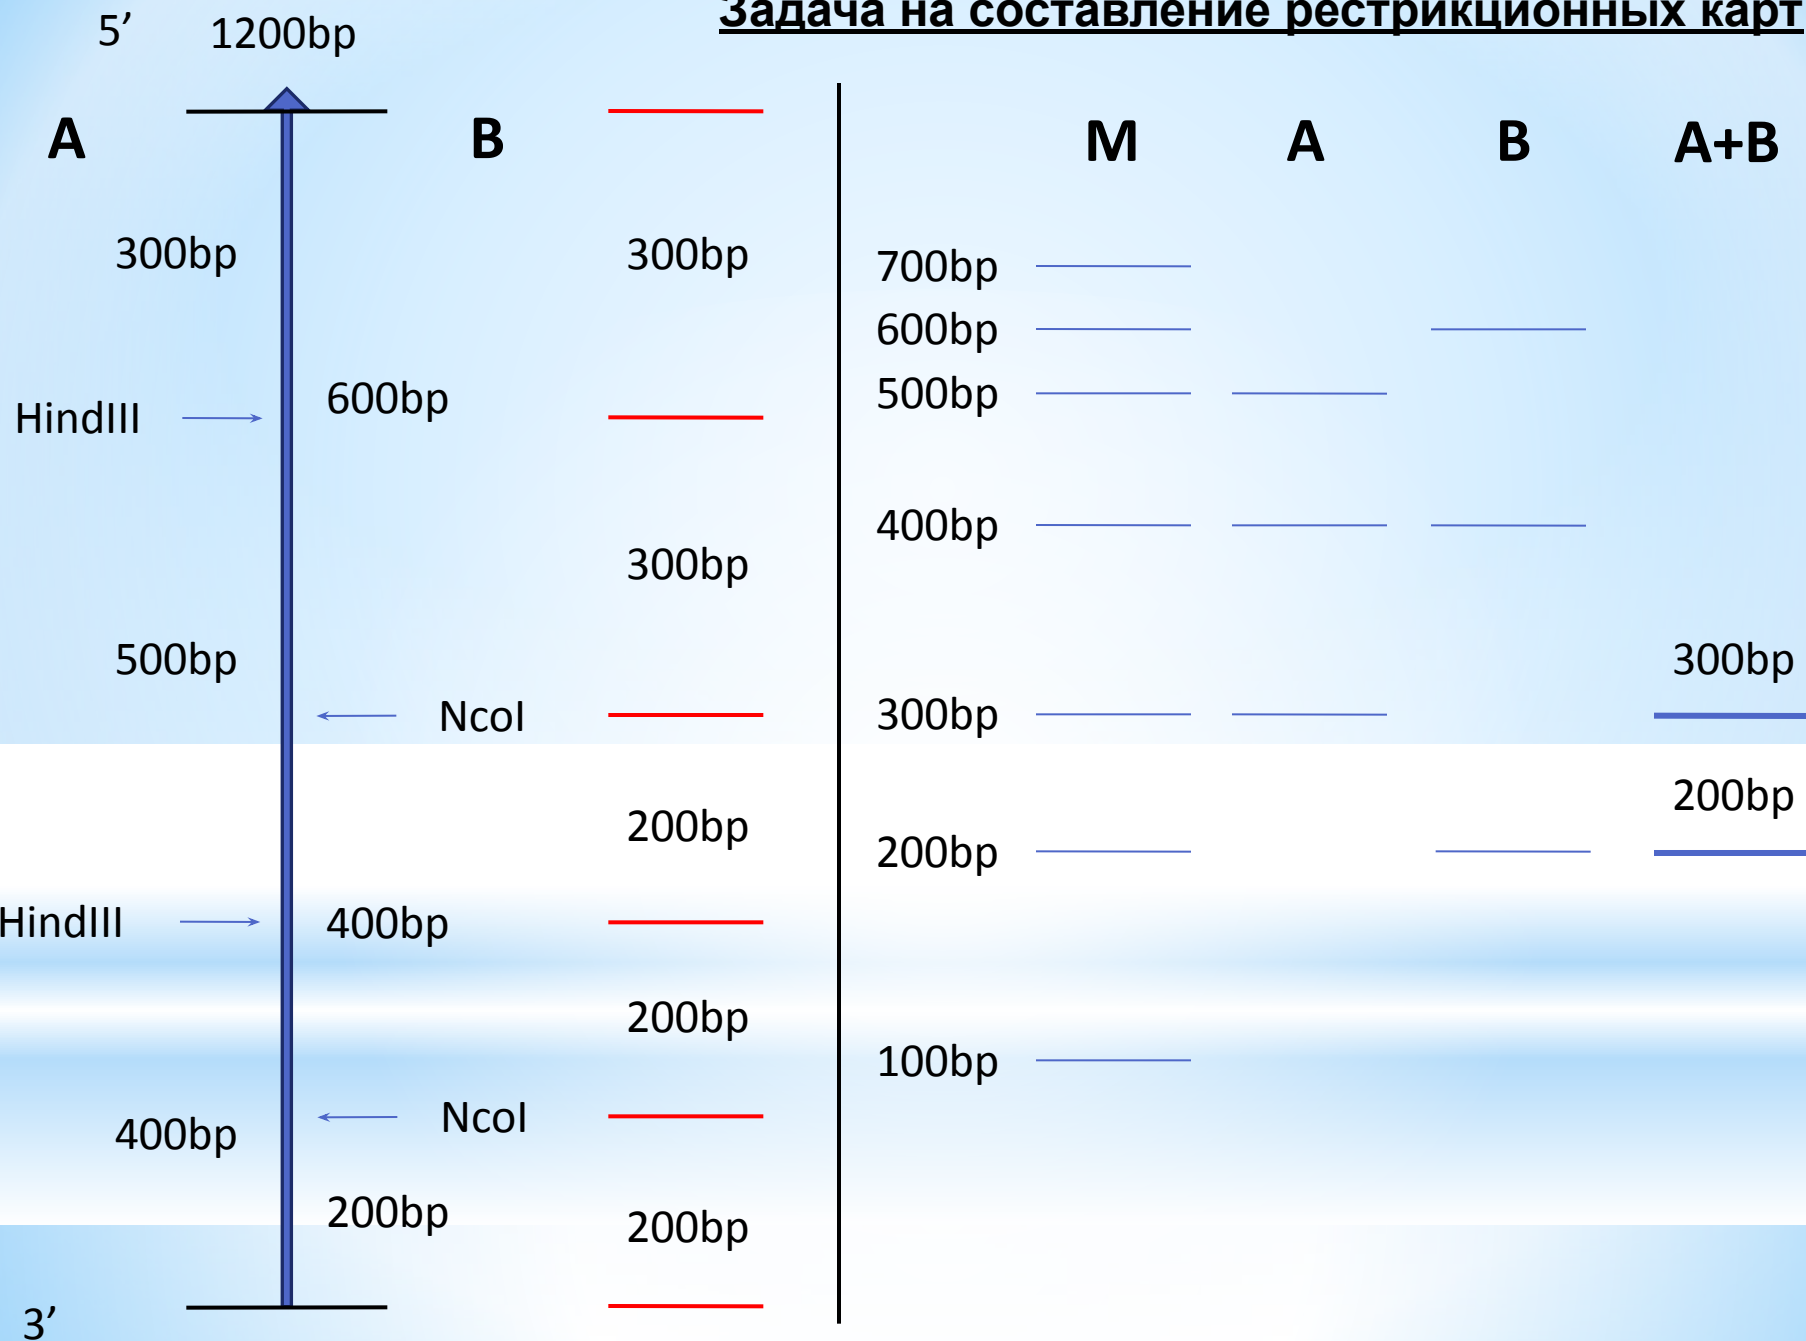 Задача на составление рестрикционных карт
5’ 1200bp
A B M A B A+B
300bp 300bp
700bp
600bp
600bp
500bp
HindIII
400bp
300bp
500bp 300bp
NcoI 300bp
200bp
200bp
200bp
HindIII 400bp
200bp
100bp
NcoI
400bp
200bp 200bp
3’